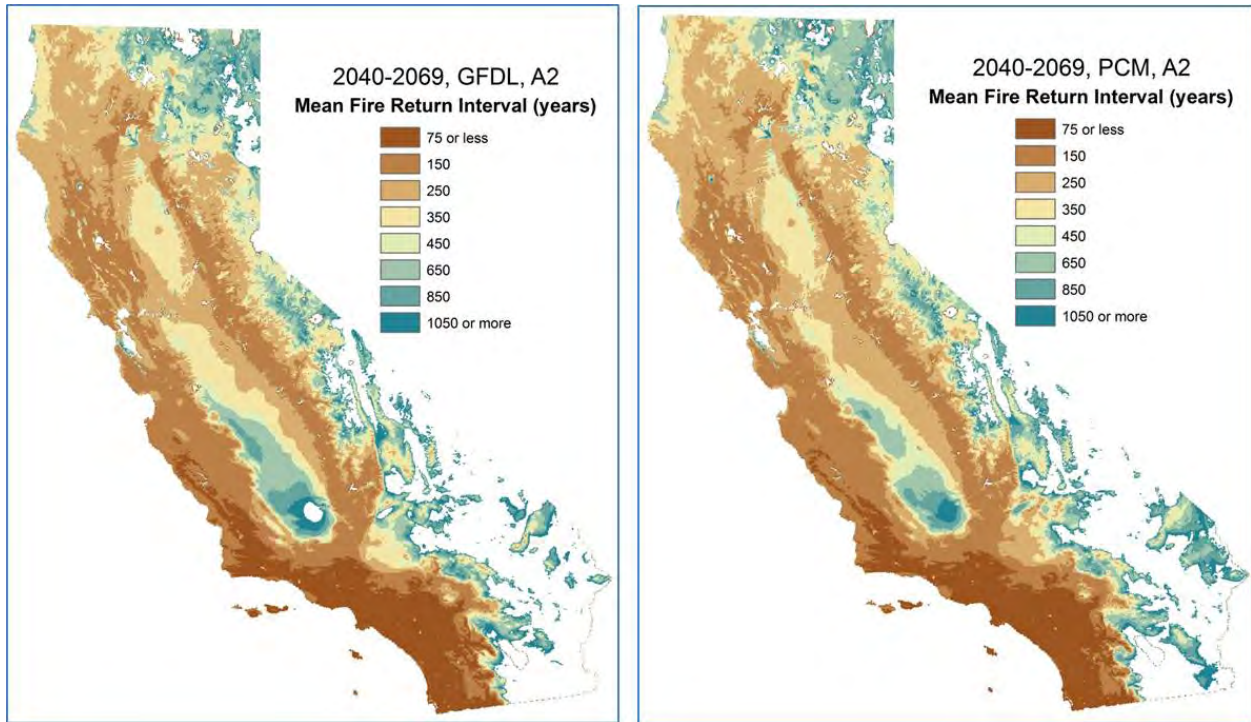 2040-2069, GFDL, A2
Mean Fire Return Interval (years)
75 or less
150
250
350
450
650
850
1050 or more
2040-2069, PCM, A2
Mean Fire Return Interval (years)
75 or less
150
250
350
450
650
850
1050 or more